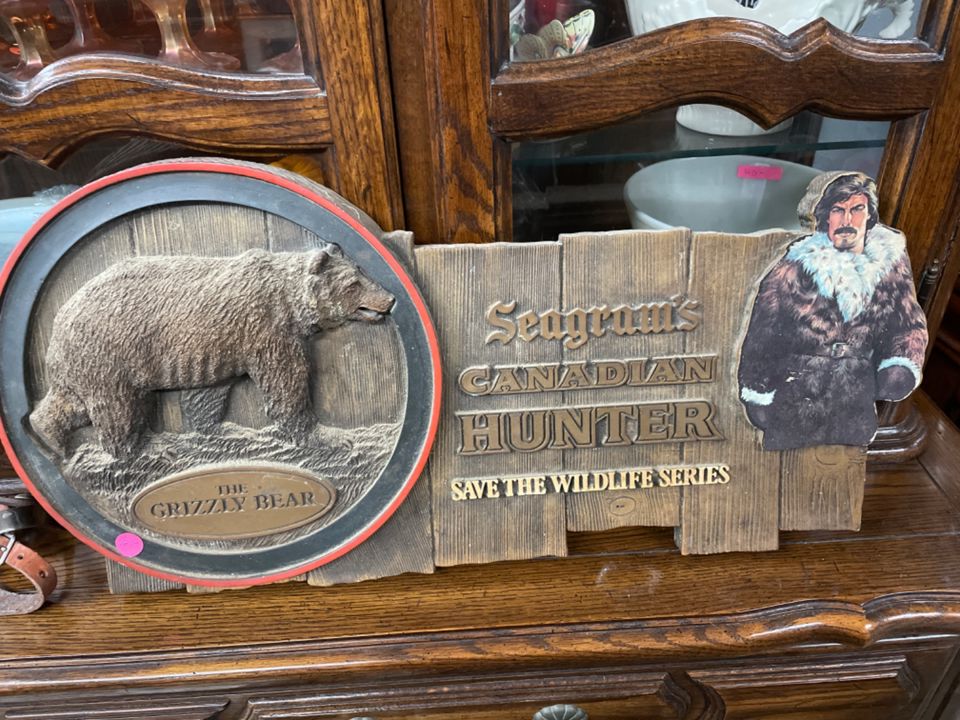 THE
GRIZZLY BEAR
Seagram's
CANADIAN
HUNTER
SAVE THE WILDLIFE SERIES